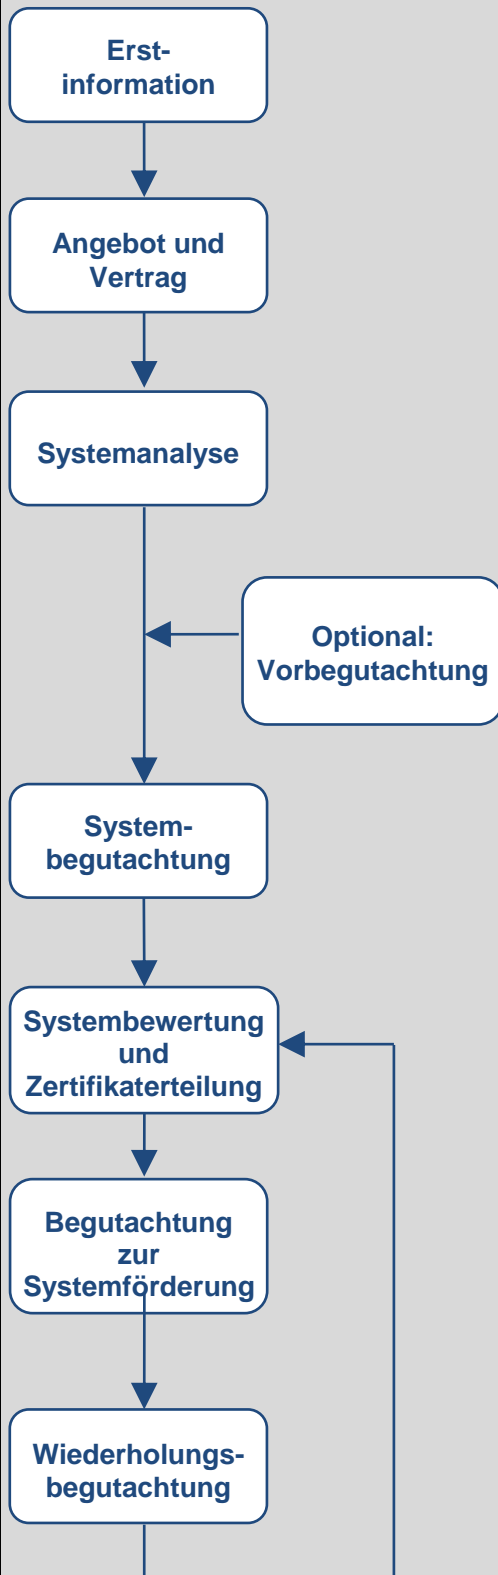 Erst-
information
Angebot und
Vertrag
Systemanalyse
Optional:
Vorbegutachtung
System-
begutachtung
Systembewertung
und
Zertifikaterteilung
Begutachtung
zur
Systemförderung
Wiederholungs-
begutachtung